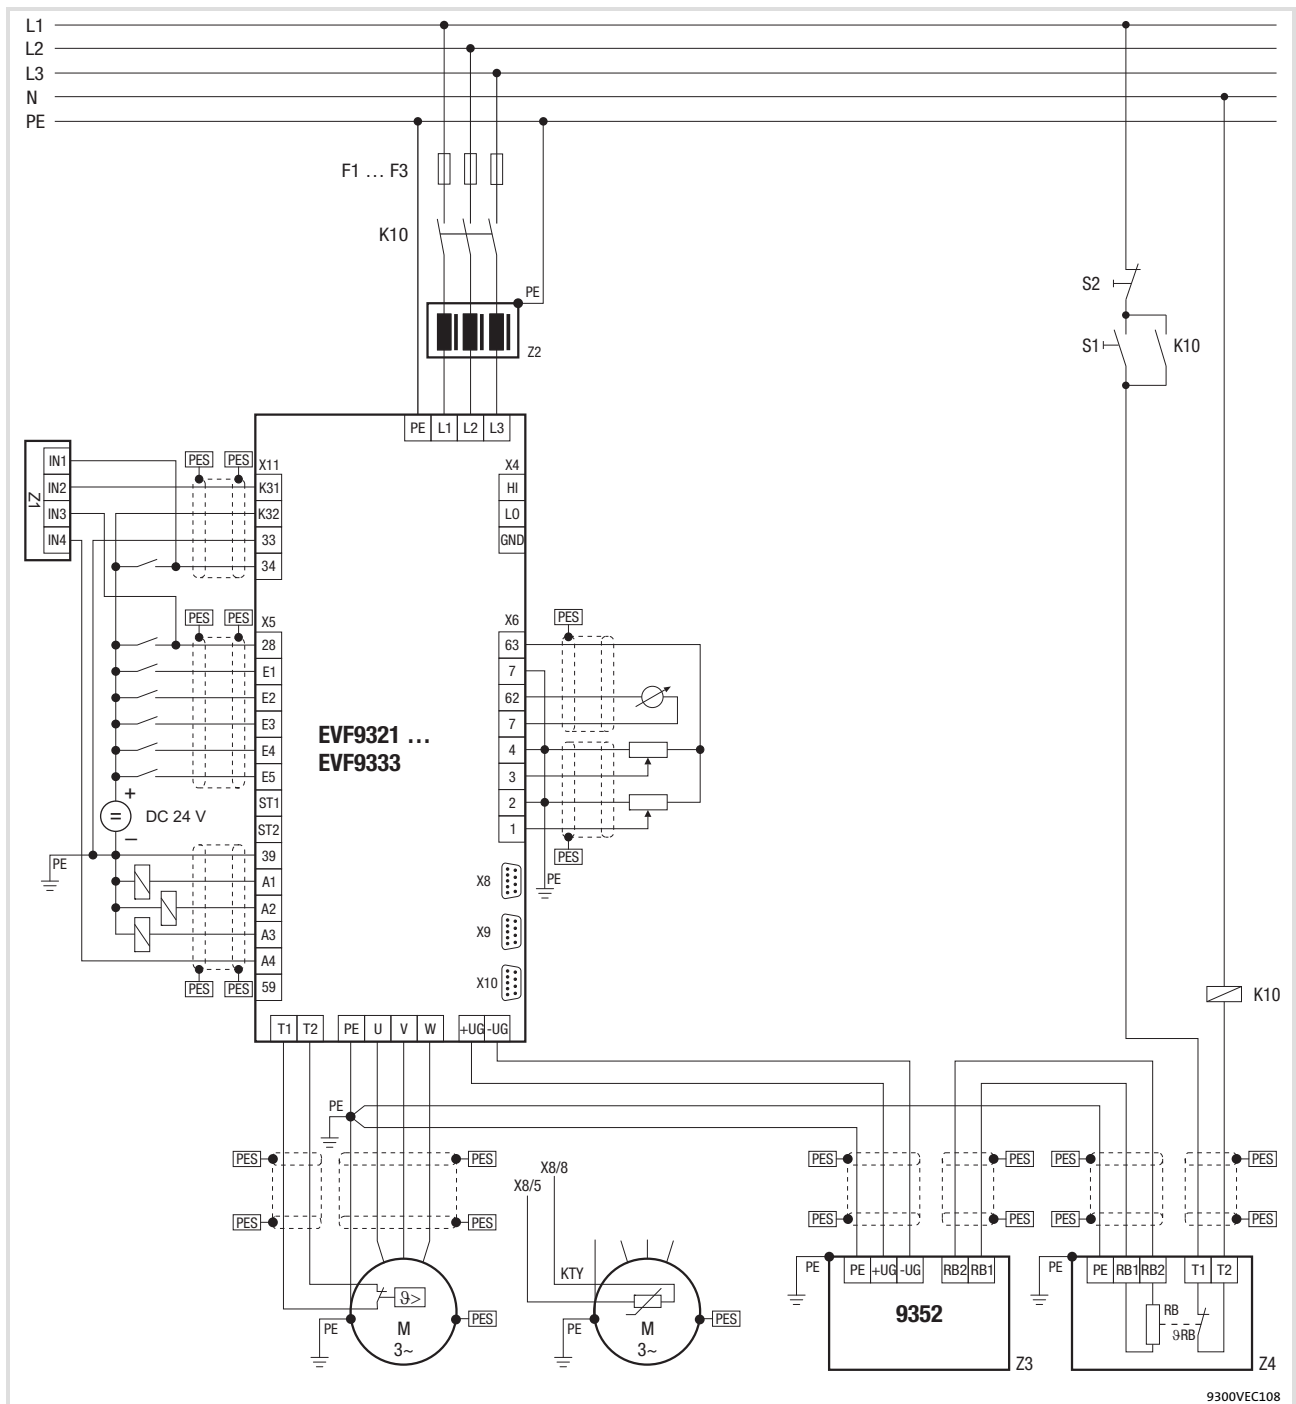 L1
L2
L3
N
PE
F1 … F3
K10
PE
Z2
S2
S1
K10
PE L1 L2 L3
Z1
IN1
IN2
IN3
IN4
PES PES
X11
K31
K32
33
34
X4
HI
LO
GND
PES PES
X5
28
E1
E2
E3
E4
E5
ST1
ST2
39
A1
A2
A3
A4
59
EVF9321 …
EVF9333
X6
63
7
62
7
4
3
2
1
PES
PES
PE
+
=
DC 24 V
–
PE
PES PES
X8
X9
X10
K10
T1 T2 PE U V W +UG -UG
PE
PES PES
PES PES
X8/8
X8/5
PES PES
PES PES
PES PES
PES PES
ϑ>
M
3~
PE
PES
KTY
M
3~
PE
PES
PE
PE +UG -UG RB2 RB1
9352
Z3
PE
PE RB1 RB2 T1 T2
RB
ϑRB
Z4
9300VEC108